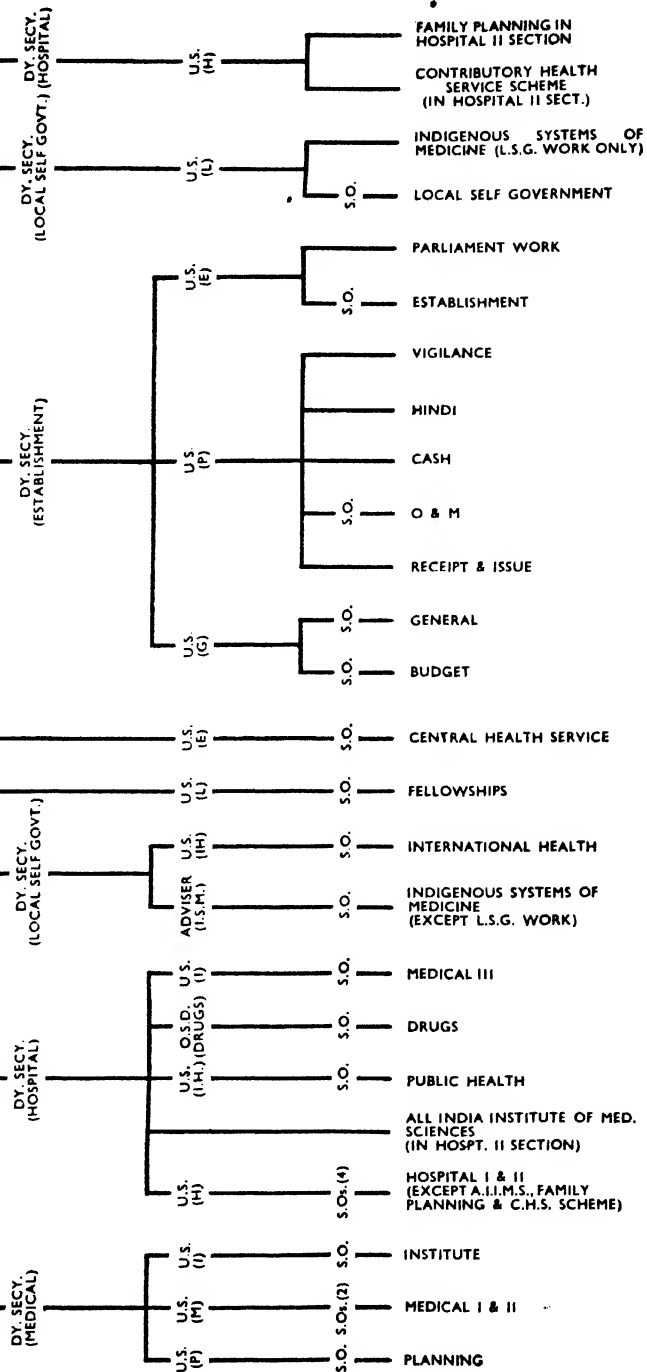 DY. SECY.
(HOSPITAL)
U.S.
(H)
FAMILY PLANNING IN
HOSPITAL II SECTION
CONTRIBUTORY HEALTH
SERVICE SCHEME
(IN HOSPITAL II SECT.)
DY. SECY.
(LOCAL SELF GOVT.)
U.S.
(L)
INDIGENOUS SYSTEMS OF
MEDICINE (L.S.G. WORK ONLY)
S.O.
LOCAL SELF GOVERNMENT
DY. SECY.
(ESTABLISHMENT)
U.S.
(E)
PARLIAMENT WORK
S.O.
ESTABLISHMENT
U.S.
(P)
VIGILANCE
HINDI
CASH
S.O.
O & M
RECEIPT & ISSUE
U.S.
(G)
S.O.
GENERAL
S.O.
BUDGET
U.S.
(E)
S.O.
CENTRAL HEALTH SERVICE
U.S.
(L)
S.O.
FELLOWSHIPS
DY. SECY.
(LOCAL SELF GOVT.)
U.S.
(IH)
S.O.
INTERNATIONAL HEALTH
ADVISER
(I.S.M.)
S.O.
INDIGENOUS SYSTEMS OF
MEDICINE
(EXCEPT L.S.G. WORK)
DY. SECY.
(HOSPITAL)
U.S.
(I)
S.O.
MEDICAL III
O.S.D.
(DRUGS)
S.O.
DRUGS
U.S.
(I.H.)
S.O.
PUBLIC HEALTH
ALL INDIA INSTITUTE OF MED.
SCIENCES
(IN HOSPT. II SECTION)
U.S.
(H)
S.Os.(4)
HOSPITAL I & II
(EXCEPT A.I.I.M.S., FAMILY
PLANNING & C.H.S. SCHEME)
DY. SECY.
(MEDICAL)
U.S.
(I)
S.O.
INSTITUTE
U.S.
(M)
S.Os.(2)
MEDICAL I & II
U.S.
(P)
S.O.
PLANNING